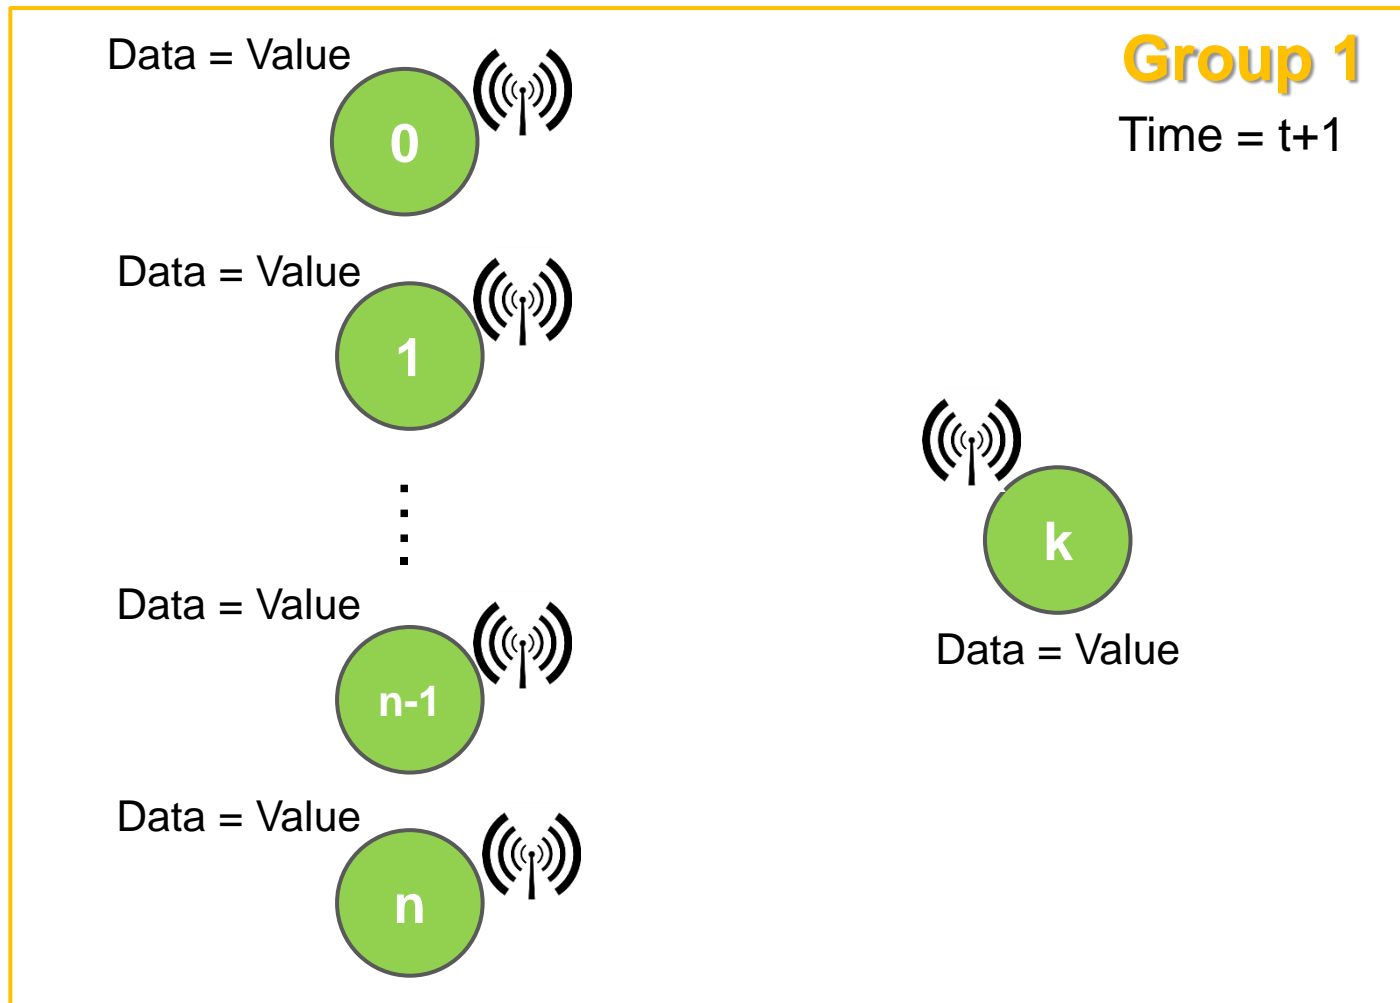 Group 1
Time = t+1
Data = Value
0
Data = Value
1
Data = Value
n-1
Data = Value
n
k
Data = Value